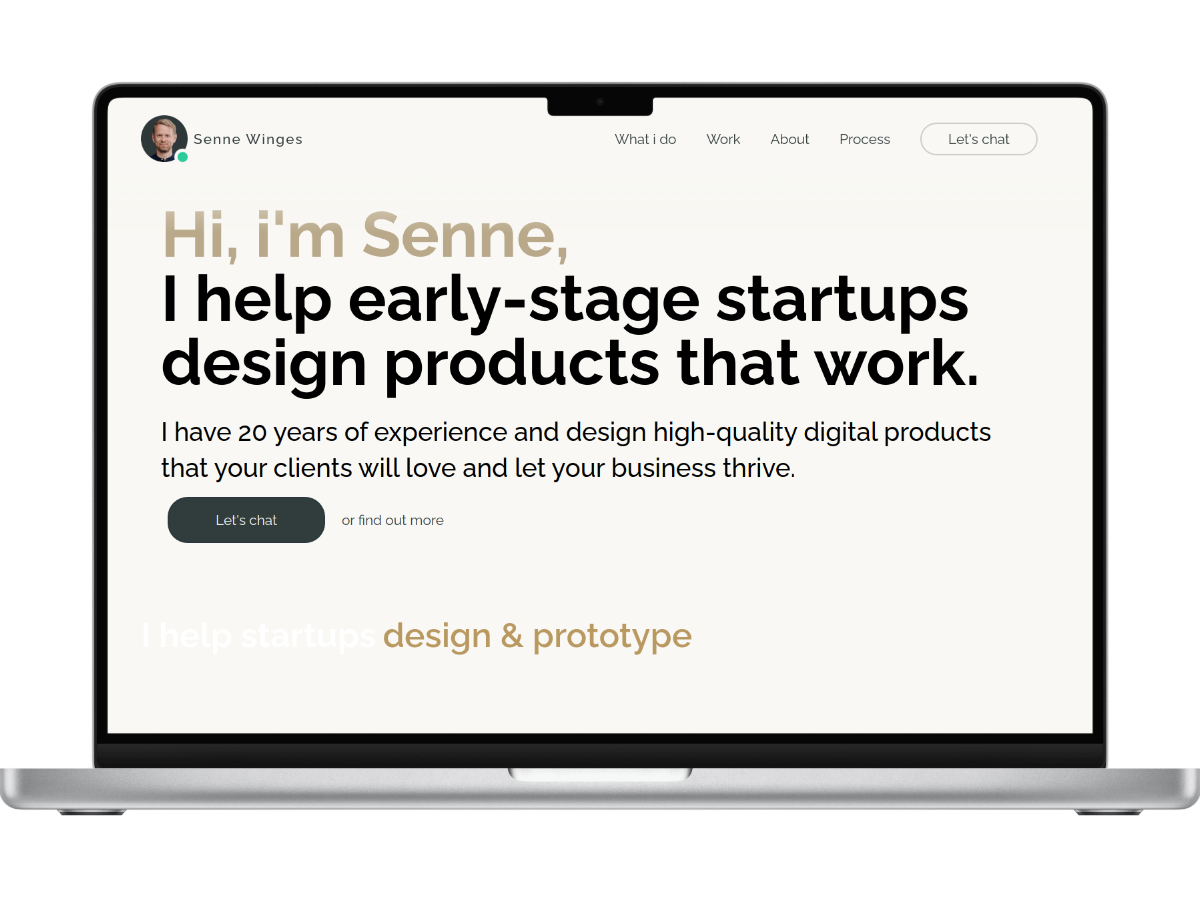 Senne Winges
What i do
Work
About
Process
Let's chat
Hi, i'm Senne,
I help early-stage startups
design products that work.
I have 20 years of experience and design high-quality digital products
that your clients will love and let your business thrive.
Let's chat
or find out more
I help startups design & prototype